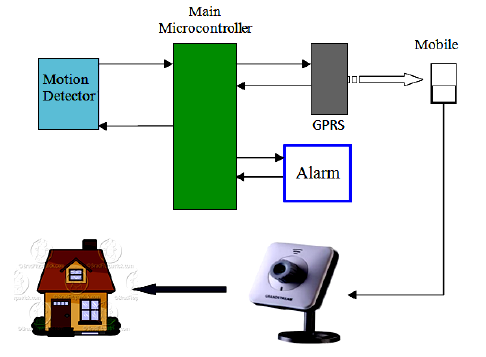 Main
Microcontroller
Mobile
Motion
Detector
GPRS
Alarm